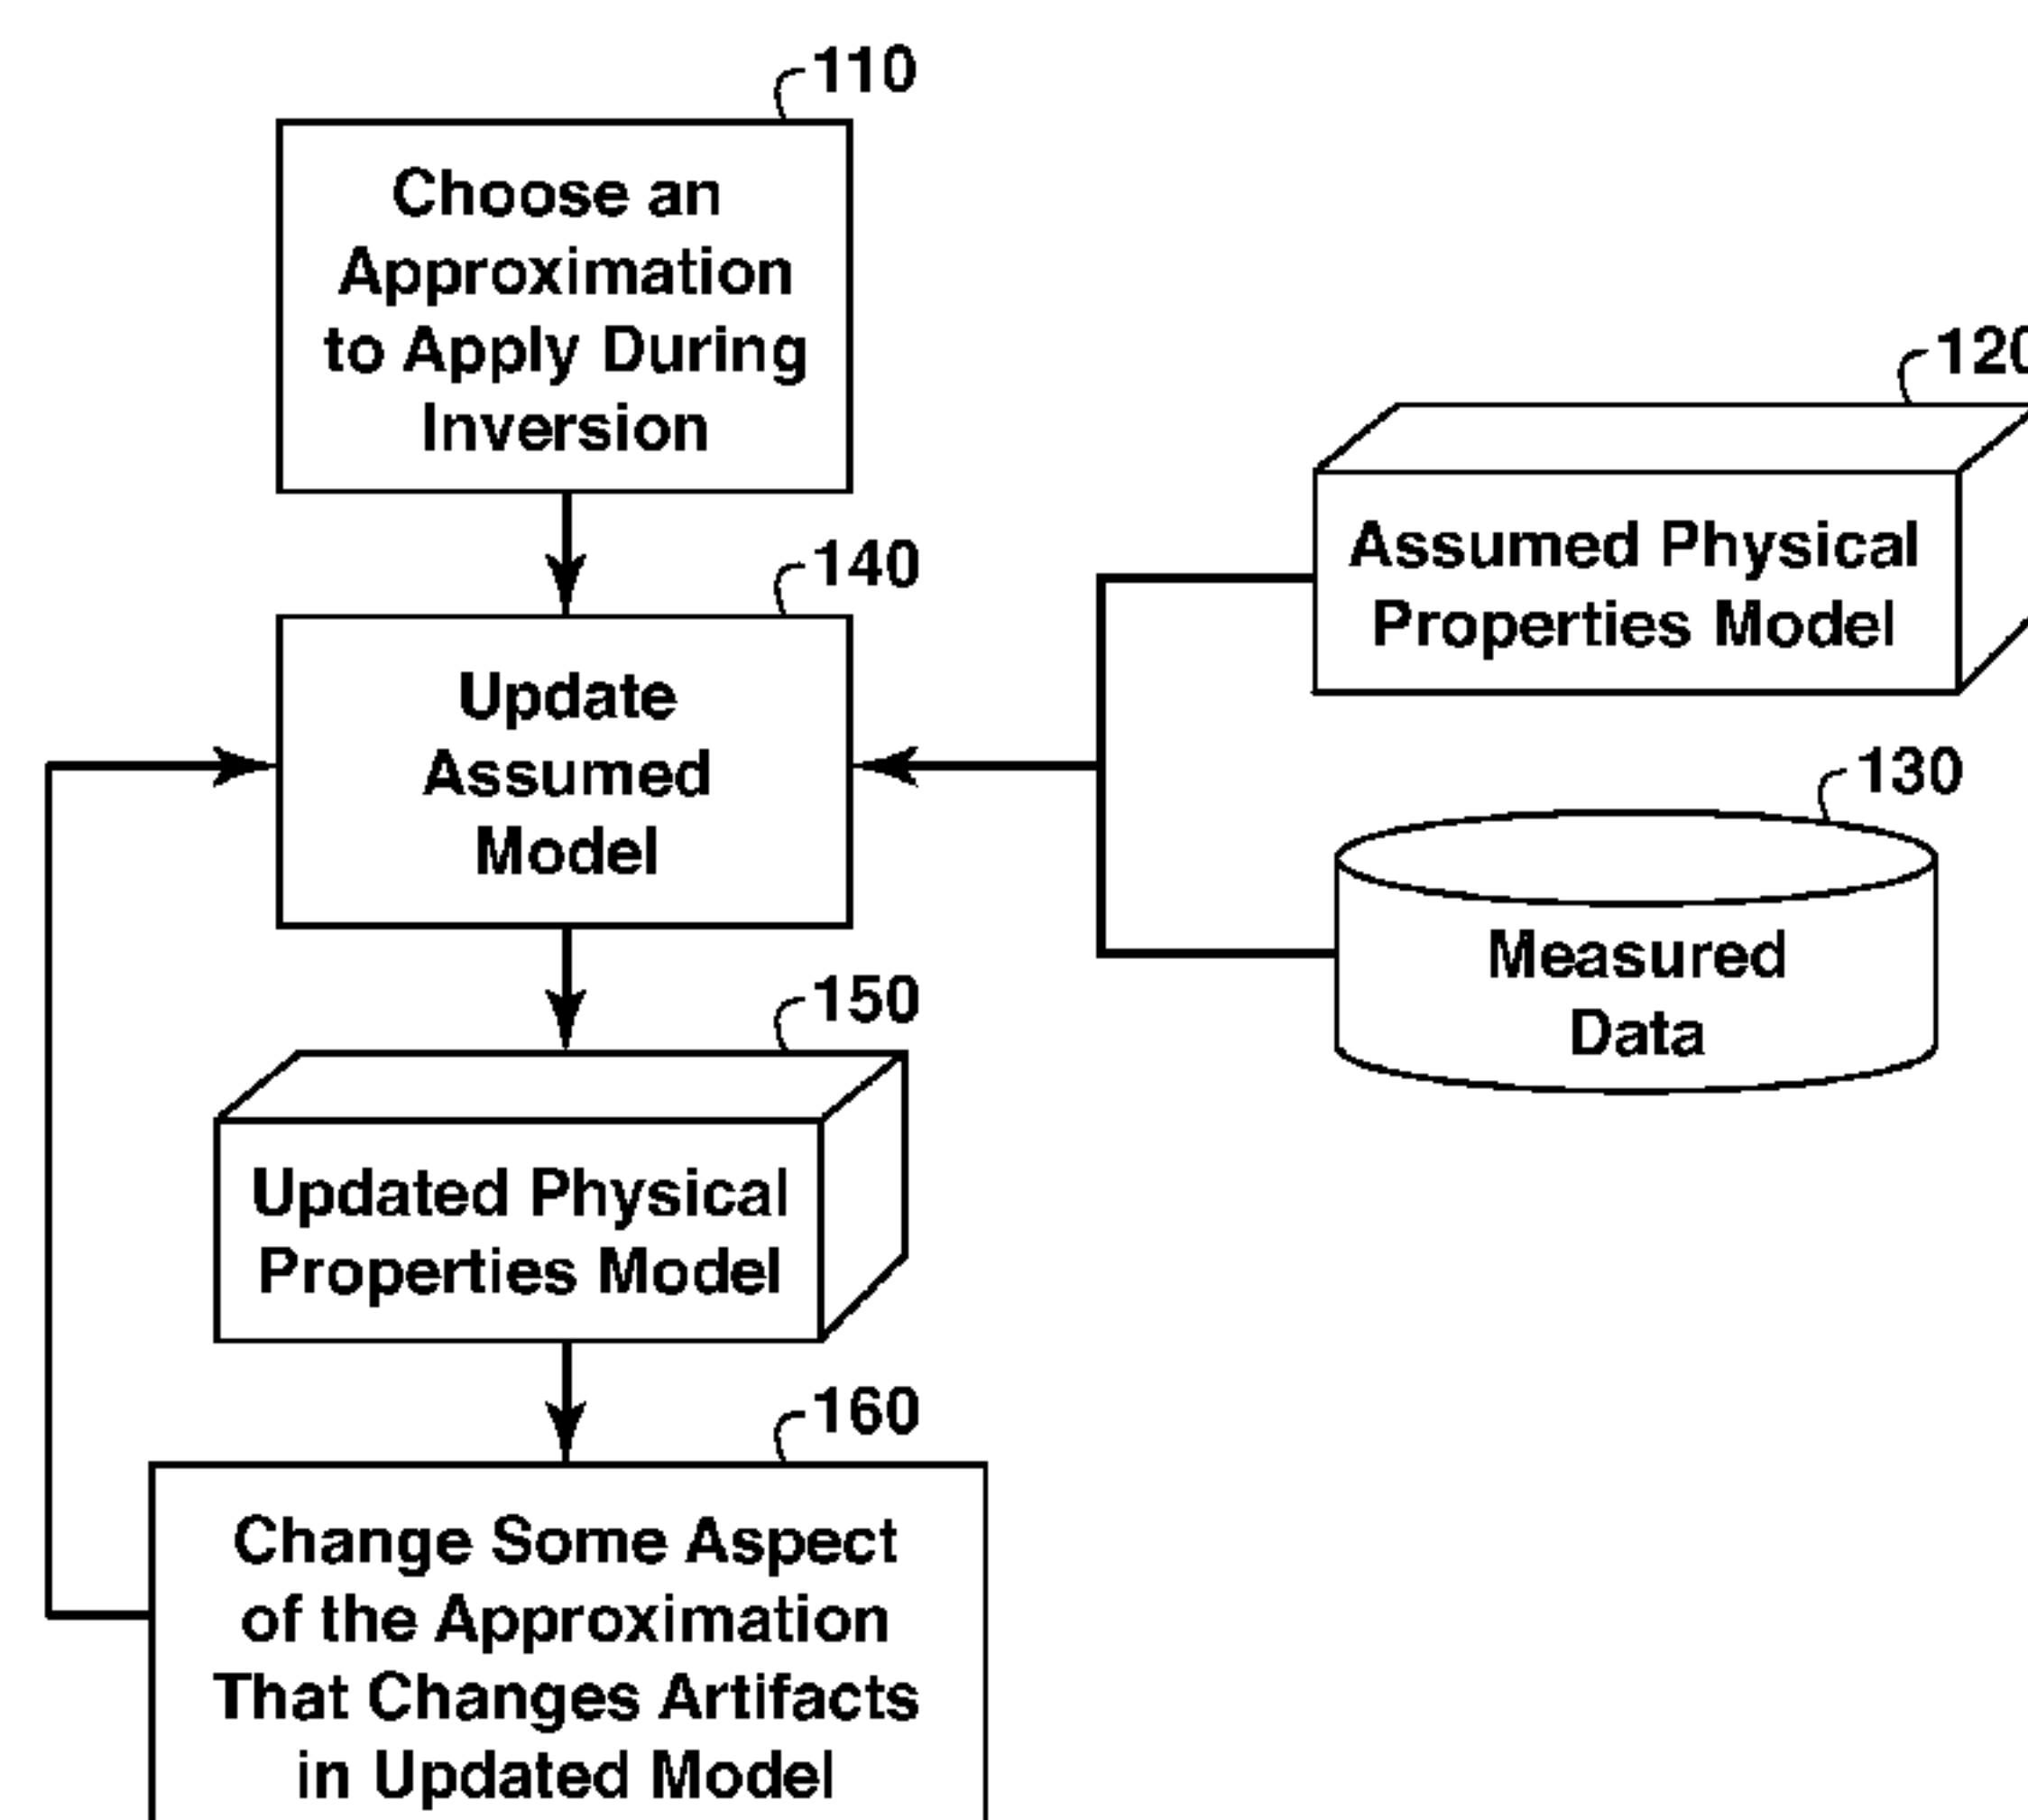 110
Choose an
Approximation
to Apply During
Inversion
120
Assumed Physical
Properties Model
140
Update
Assumed
Model
130
Measured
Data
150
Updated Physical
Properties Model
160
Change Some Aspect
of the Approximation
That Changes Artifacts
in Updated Model